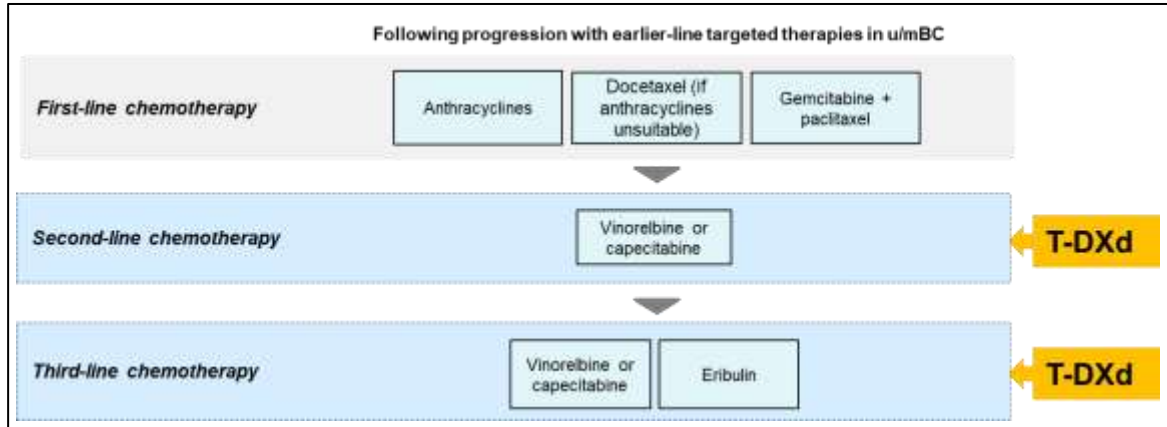 Following progression with earlier-line targeted therapies in u/mBC
First-line chemotherapy
Anthracyclines
Docetaxel (if
anthracyclines
unsuitable)
Gemcitabine +
paclitaxel
Second-line chemotherapy
Vinorelbine or
capecitabine
T-DXd
Third-line chemotherapy
Vinorelbine or
capecitabine
Eribulin
T-DXd